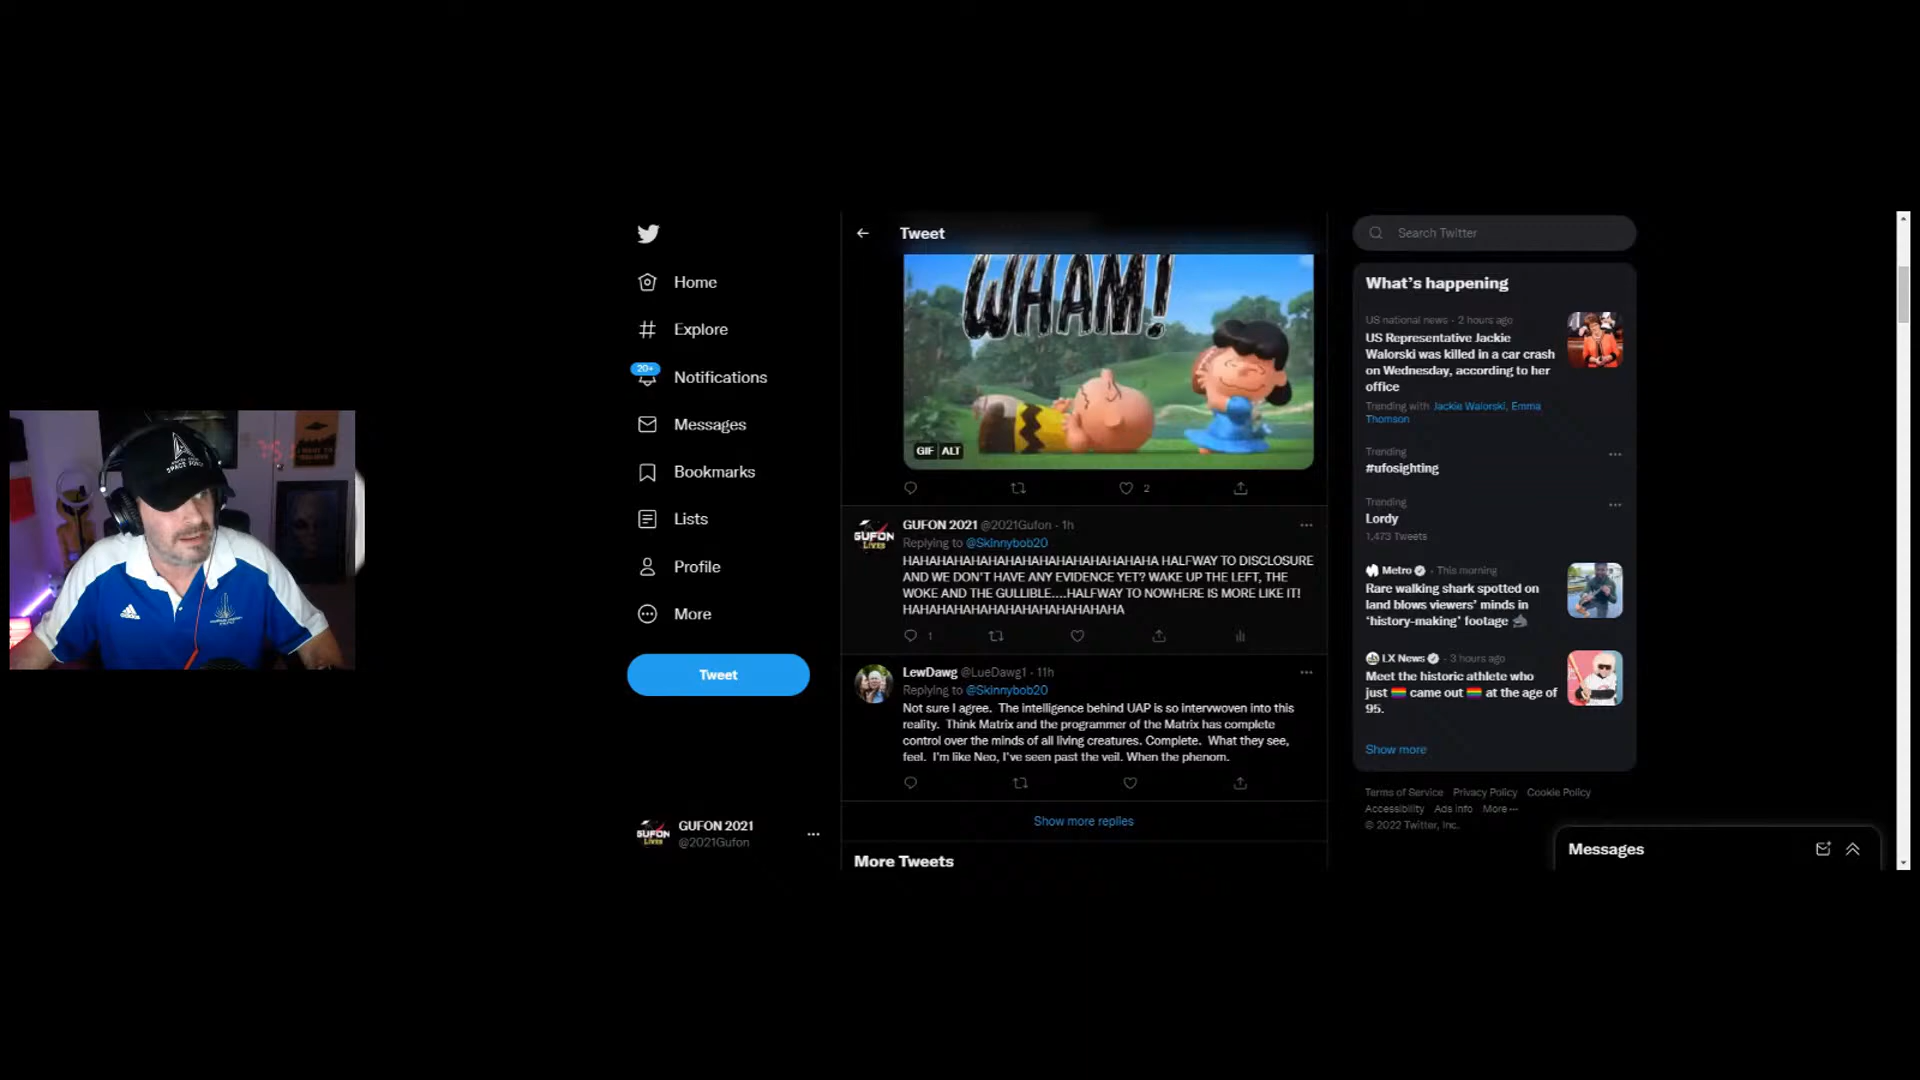 Tweet
Search Twitter
WHAM!
GIF ALT
2
Home
Explore
20+
Notifications
Messages
Bookmarks
Lists
Profile
More
Tweet
GUFON 2021
@2021Gufon
GUFON
LIVES
GUFON 2021 @2021Gufon · 1h
Replying to @Skinnybob20
HAHAHAHAHAHAHAHAHAHAHAHAHAHA HALFWAY TO DISCLOSURE
AND WE DON'T HAVE ANY EVIDENCE YET? WAKE UP THE LEFT, THE
WOKE AND THE GULLIBLE....HALFWAY TO NOWHERE IS MORE LIKE IT!
HAHAHAHAHAHAHAHAHAHAHAHA
1
LewDawg @LueDawg1 · 11h
Replying to @Skinnybob20
Not sure I agree. The intelligence behind UAP is so intervwoven into this
reality. Think Matrix and the programmer of the Matrix has complete
control over the minds of all living creatures. Complete. What they see,
feel. I'm like Neo, I've seen past the veil. When the phenom.
Show more replies
More Tweets
What's happening
US national news · 2 hours ago
US Representative Jackie
Walorski was killed in a car crash
on Wednesday, according to her
office
Trending with Jackie Walorski, Emma
Thomson
Trending
#ufosighting
Trending
Lordy
1,473 Tweets
Metro · This morning
Rare walking shark spotted on
land blows viewers' minds in
'history-making' footage
LX News · 3 hours ago
Meet the historic athlete who
just 🏳️‍🌈 came out 🏳️‍🌈 at the age of
95.
Show more
Terms of Service Privacy Policy Cookie Policy
Accessibility Ads info More ···
© 2022 Twitter, Inc.
Messages
SPACE FORCE
adidas